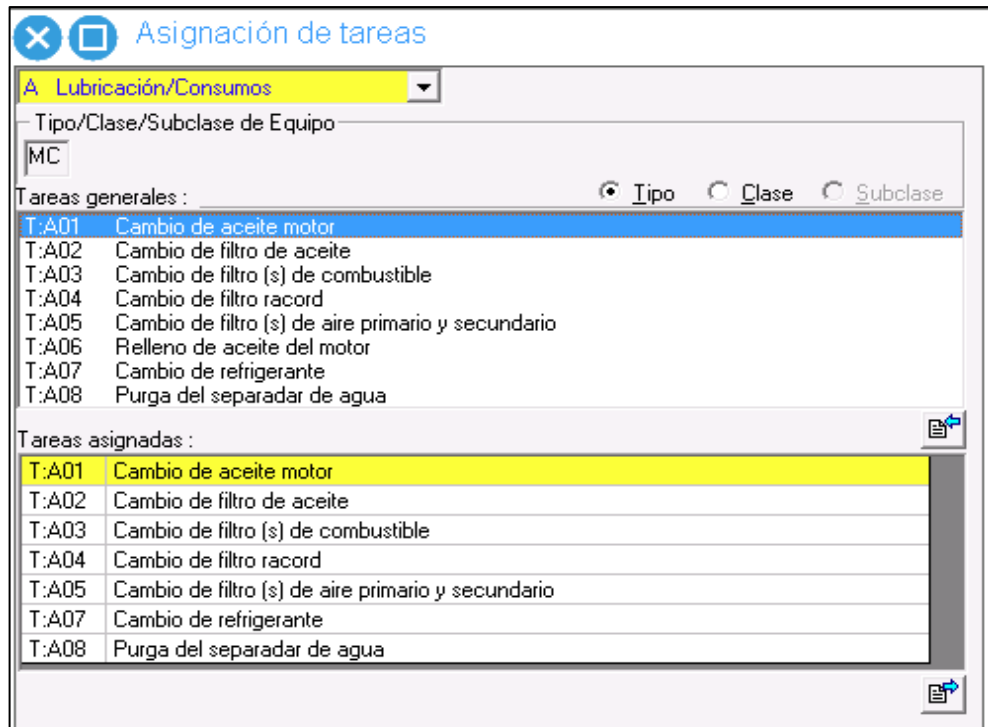 Asignación de tareas
A Lubricación/Consumos
Tipo/Clase/Subclase de Equipo
MC
Tareas generales : Tipo Clase Subclase
T:A01 Cambio de aceite motor
T:A02 Cambio de filtro de aceite
T:A03 Cambio de filtro (s) de combustible
T:A04 Cambio de filtro racord
T:A05 Cambio de filtro (s) de aire primario y secundario
T:A06 Relleno de aceite del motor
T:A07 Cambio de refrigerante
T:A08 Purga del separadar de agua
Tareas asignadas :
T:A01 Cambio de aceite motor
T:A02 Cambio de filtro de aceite
T:A03 Cambio de filtro (s) de combustible
T:A04 Cambio de filtro racord
T:A05 Cambio de filtro (s) de aire primario y secundario
T:A07 Cambio de refrigerante
T:A08 Purga del separadar de agua